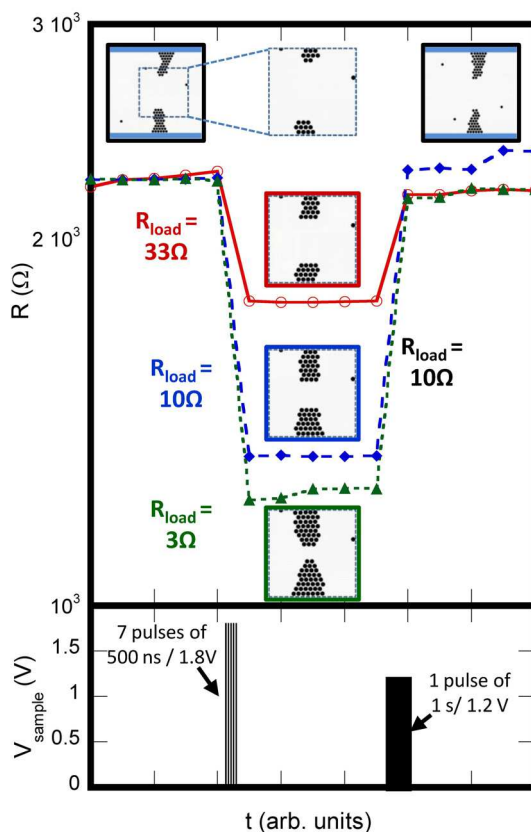 3 10³
2 10³
10³
R (Ω)
R_load =
33Ω
R_load =
10Ω
R_load =
10Ω
R_load =
3Ω
7 pulses of
500 ns / 1.8V
1 pulse of
1 s/ 1.2 V
1.5
1
0.5
0
V_sample (V)
t (arb. units)